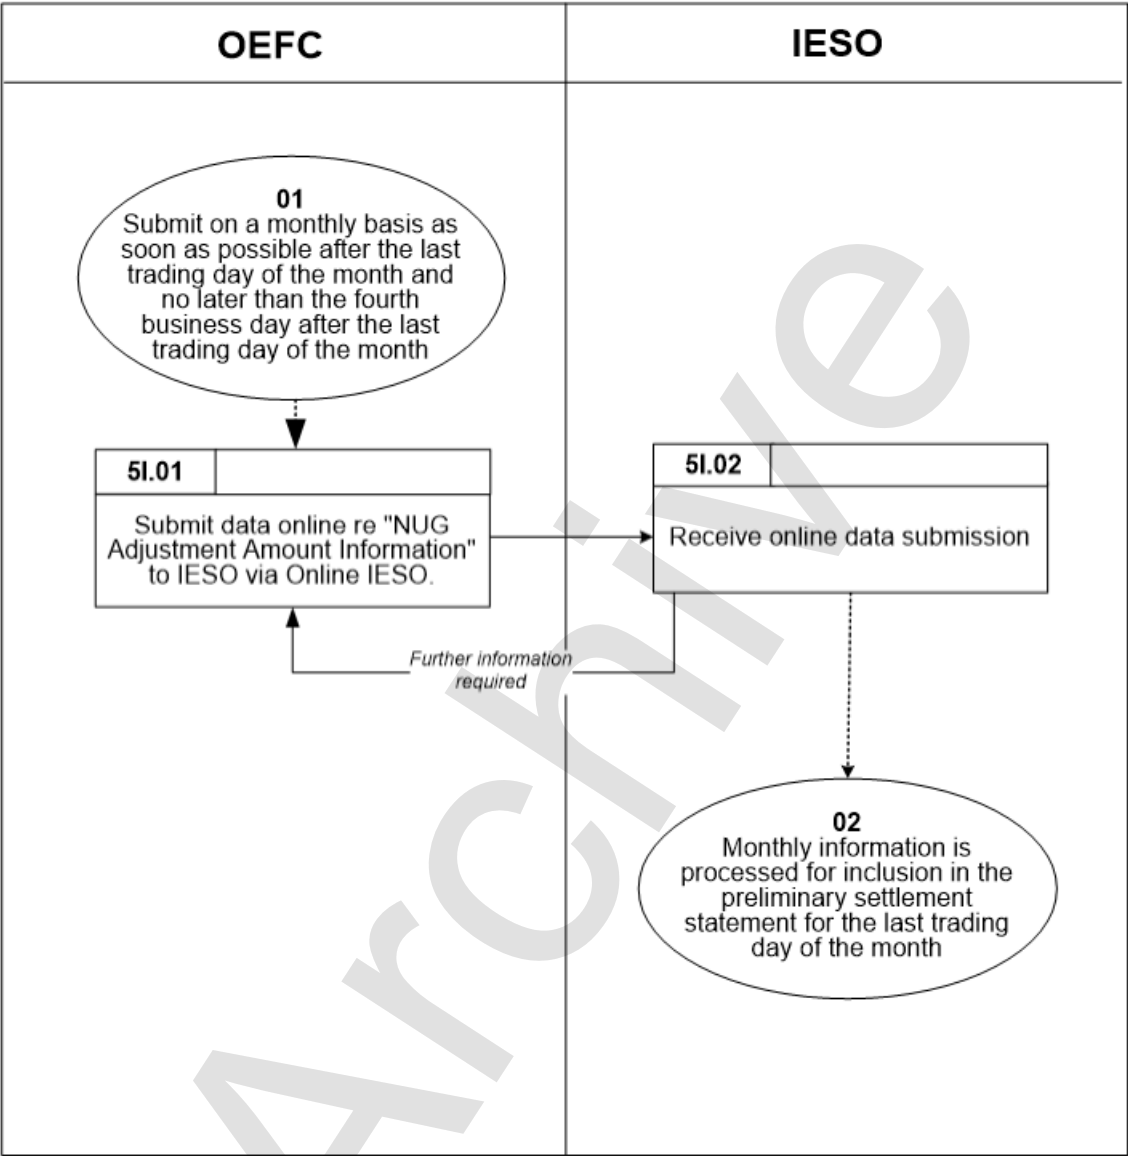 OEFC
IESO
01
Submit on a monthly basis as
soon as possible after the last
trading day of the month and
no later than the fourth
business day after the last
trading day of the month
5I.01
Submit data online re "NUG
Adjustment Amount Information"
to IESO via Online IESO.
5I.02
Receive online data submission
Further information
required
02
Monthly information is
processed for inclusion in the
preliminary settlement
statement for the last trading
day of the month
Archive